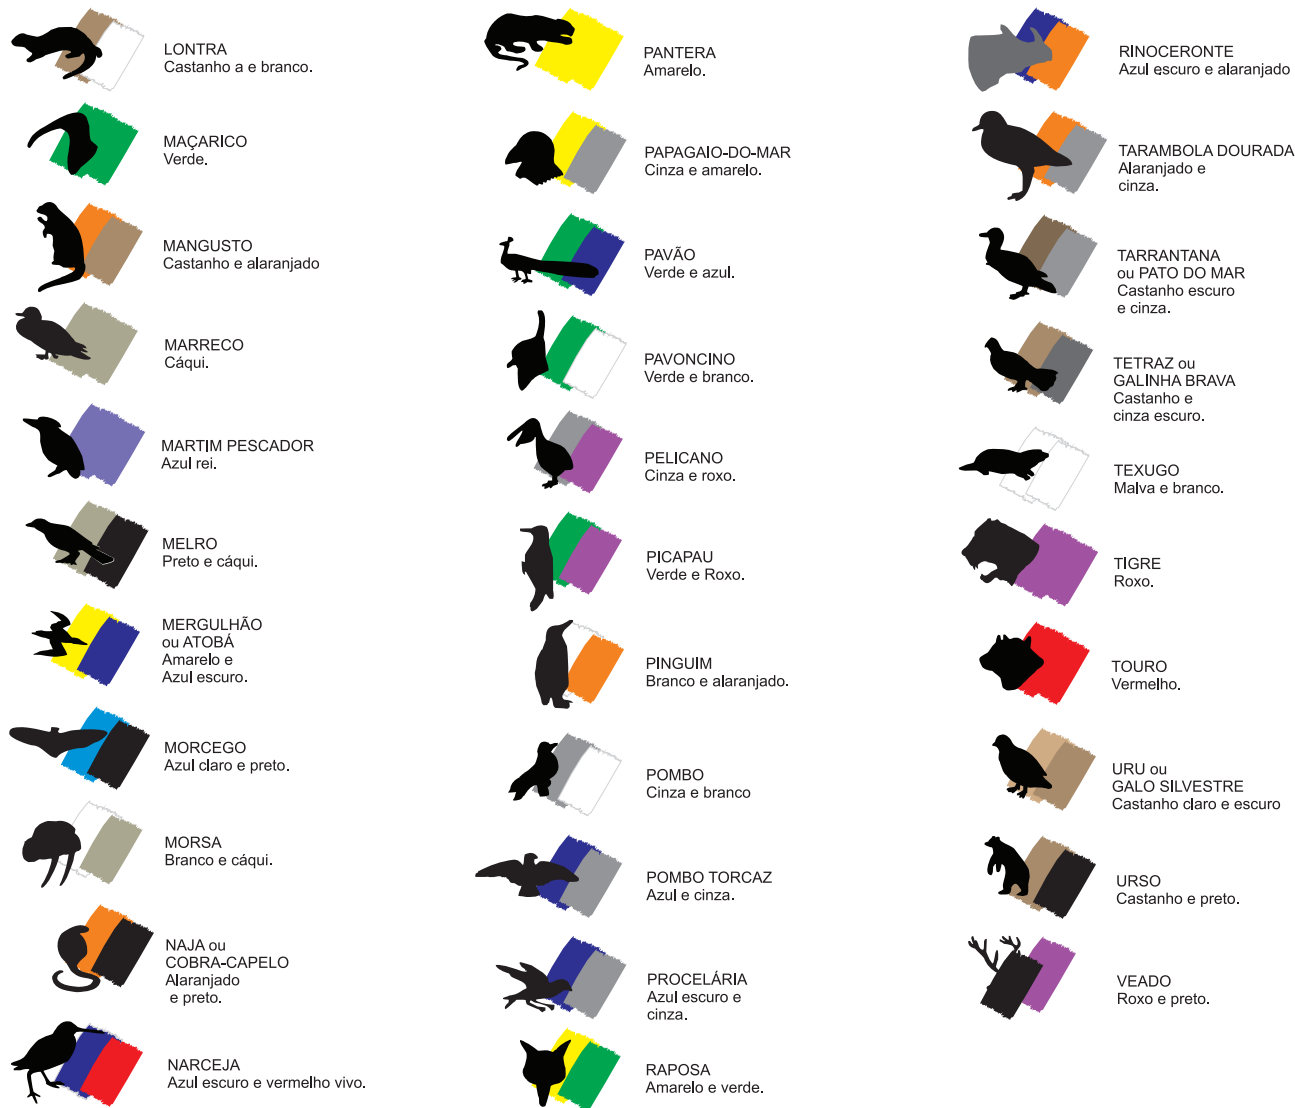 LONTRA
Castanho a e branco.
MAÇARICO
Verde.
MANGUSTO
Castanho e alaranjado
MARRECO
Cáqui.
MARTIM PESCADOR
Azul rei.
MELRO
Preto e cáqui.
MERGULHÃO
ou ATOBÁ
Amarelo e
Azul escuro.
MORCEGO
Azul claro e preto.
MORSA
Branco e cáqui.
NAJA ou
COBRA-CAPELO
Alaranjado
e preto.
NARCEJA
Azul escuro e vermelho vivo.
PANTERA
Amarelo.
PAPAGAIO-DO-MAR
Cinza e amarelo.
PAVÃO
Verde e azul.
PAVONCINO
Verde e branco.
PELICANO
Cinza e roxo.
PICAPAU
Verde e Roxo.
PINGUIM
Branco e alaranjado.
POMBO
Cinza e branco
POMBO TORCAZ
Azul e cinza.
PROCELÁRIA
Azul escuro e
cinza.
RAPOSA
Amarelo e verde.
RINOCERONTE
Azul escuro e alaranjado
TARAMBOLA DOURADA
Alaranjado e
cinza.
TARRANTANA
ou PATO DO MAR
Castanho escuro
e cinza.
TETRAZ ou
GALINHA BRAVA
Castanho e
cinza escuro.
TEXUGO
Malva e branco.
TIGRE
Roxo.
TOURO
Vermelho.
URU ou
GALO SILVESTRE
Castanho claro e escuro
URSO
Castanho e preto.
VEADO
Roxo e preto.